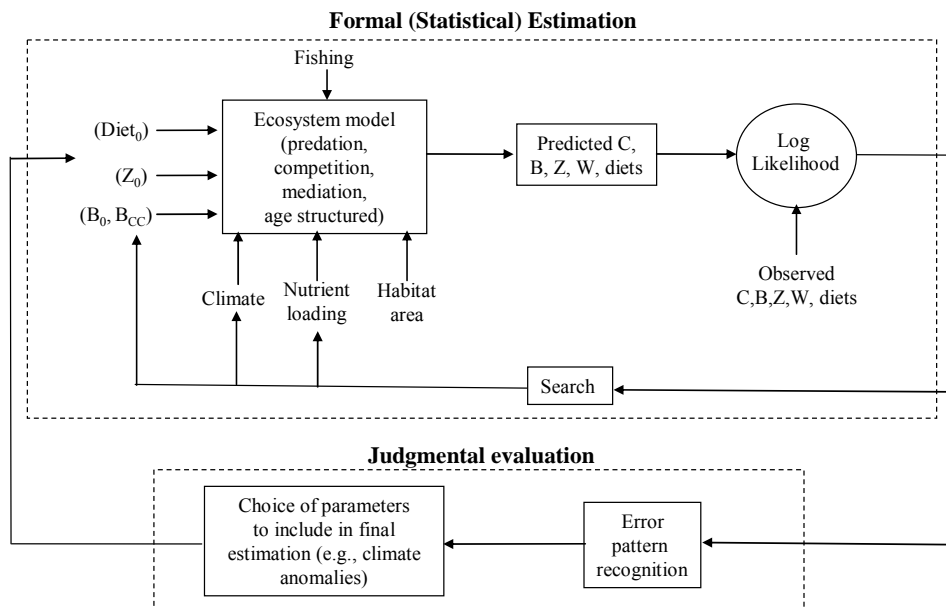 Formal (Statistical) Estimation
Fishing
(Diet₀)
(Z₀)
(B₀, B_CC)
Ecosystem model
(predation,
competition,
mediation,
age structured)
Predicted C,
B, Z, W, diets
Log
Likelihood
Climate
Nutrient
loading
Habitat
area
Observed
C,B,Z,W, diets
Search
Judgmental evaluation
Choice of parameters
to include in final
estimation (e.g., climate
anomalies)
Error
pattern
recognition